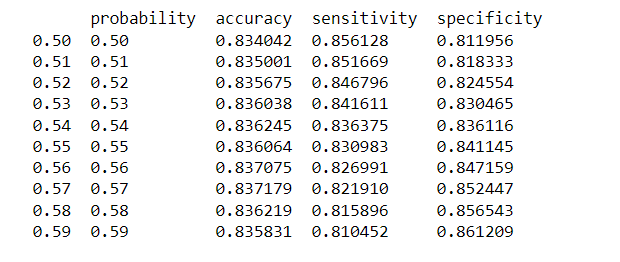 probability accuracy sensitivity specificity
0.50 0.50 0.834042 0.856128 0.811956
0.51 0.51 0.835001 0.851669 0.818333
0.52 0.52 0.835675 0.846796 0.824554
0.53 0.53 0.836038 0.841611 0.830465
0.54 0.54 0.836245 0.836375 0.836116
0.55 0.55 0.836064 0.830983 0.841145
0.56 0.56 0.837075 0.826991 0.847159
0.57 0.57 0.837179 0.821910 0.852447
0.58 0.58 0.836219 0.815896 0.856543
0.59 0.59 0.835831 0.810452 0.861209